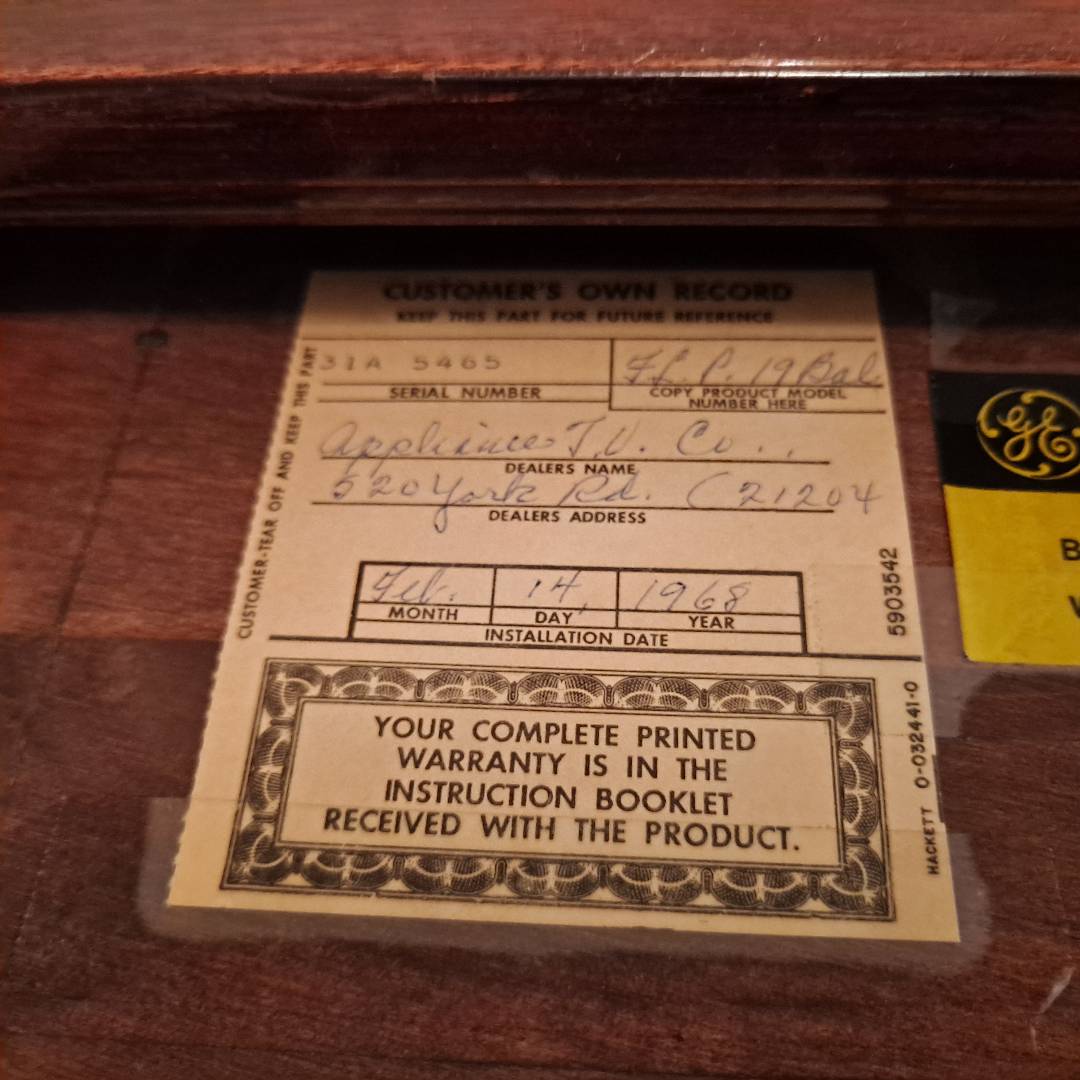 CUSTOMER'S OWN RECORD
KEEP THIS PART FOR FUTURE REFERENCE
31A 5465
SERIAL NUMBER
19 Bal
COPY PRODUCT MODEL
NUMBER HERE
Appliance T.V. Co.
DEALERS NAME
520 York Rd. (21204
DEALERS ADDRESS
Feb. 14, 1968
MONTH DAY YEAR
INSTALLATION DATE
CUSTOMER-TEAR OFF AND KEEP THIS PART
5903542
YOUR COMPLETE PRINTED
WARRANTY IS IN THE
INSTRUCTION BOOKLET
RECEIVED WITH THE PRODUCT.
HACKETT 0-032441-0
GE